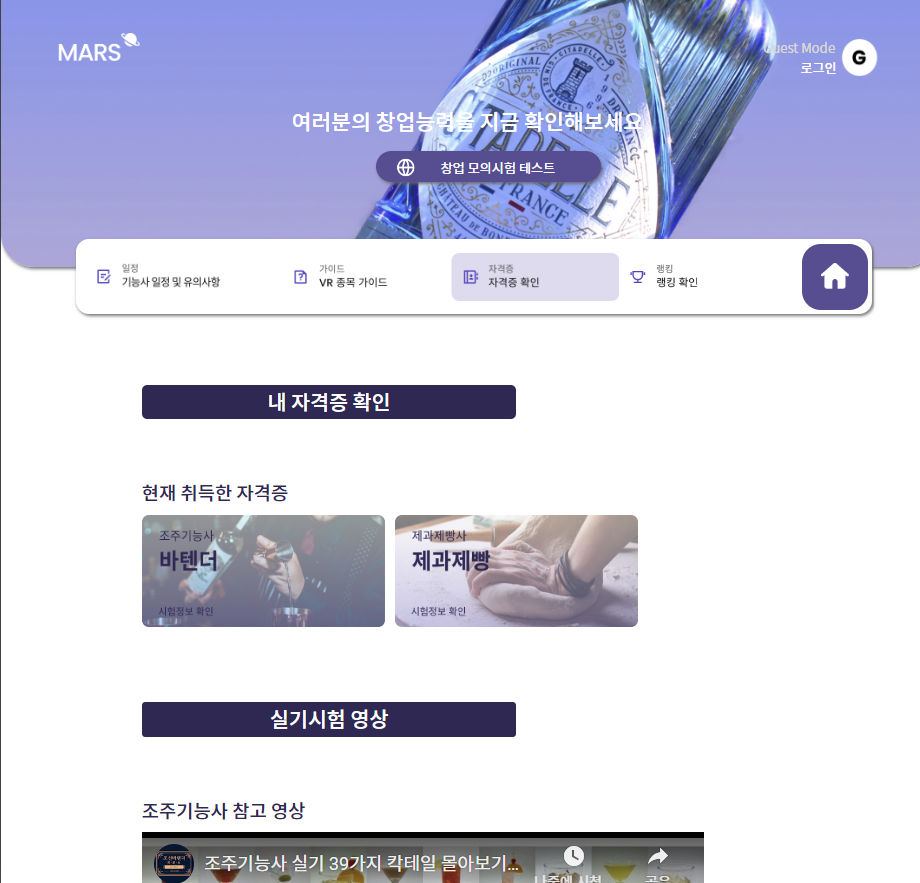 MARS
Guest Mode
G
로그인
ORIGINAL
CITADELLE
FRANCE
여러분의 창업능력을 지금 확인해보세요
창업 모의시험 테스트
일정
기능사 일정 및 유의사항
가이드
VR 종목 가이드
자격증
자격증 확인
랭킹
랭킹 확인
내 자격증 확인
현재 취득한 자격증
조주기능사
바텐더
시험정보 확인
제과제빵사
제과제빵
시험정보 확인
실기시험 영상
조주기능사 참고 영상
조주기능사 실기 39가지 칵테일 몰아보기...
나중에 시청
공유